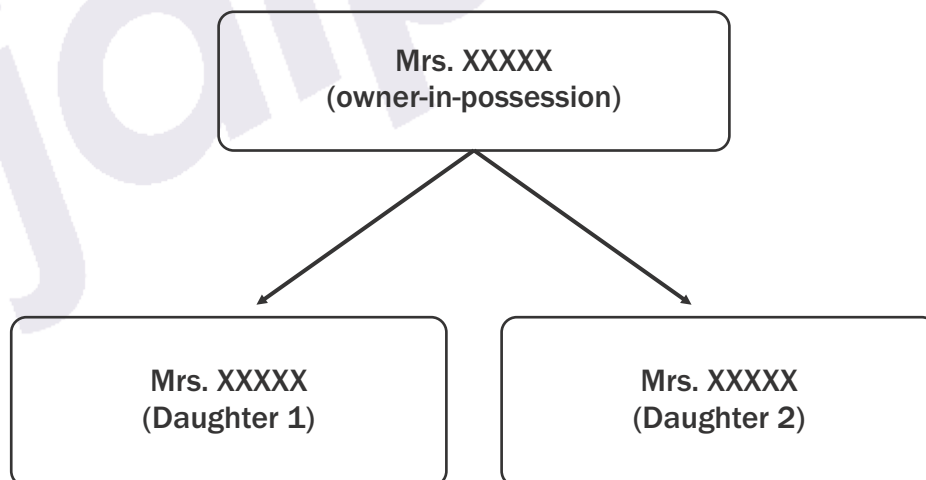 Mrs. XXXXX
(owner-in-possession)
Mrs. XXXXX
(Daughter 1)
Mrs. XXXXX
(Daughter 2)